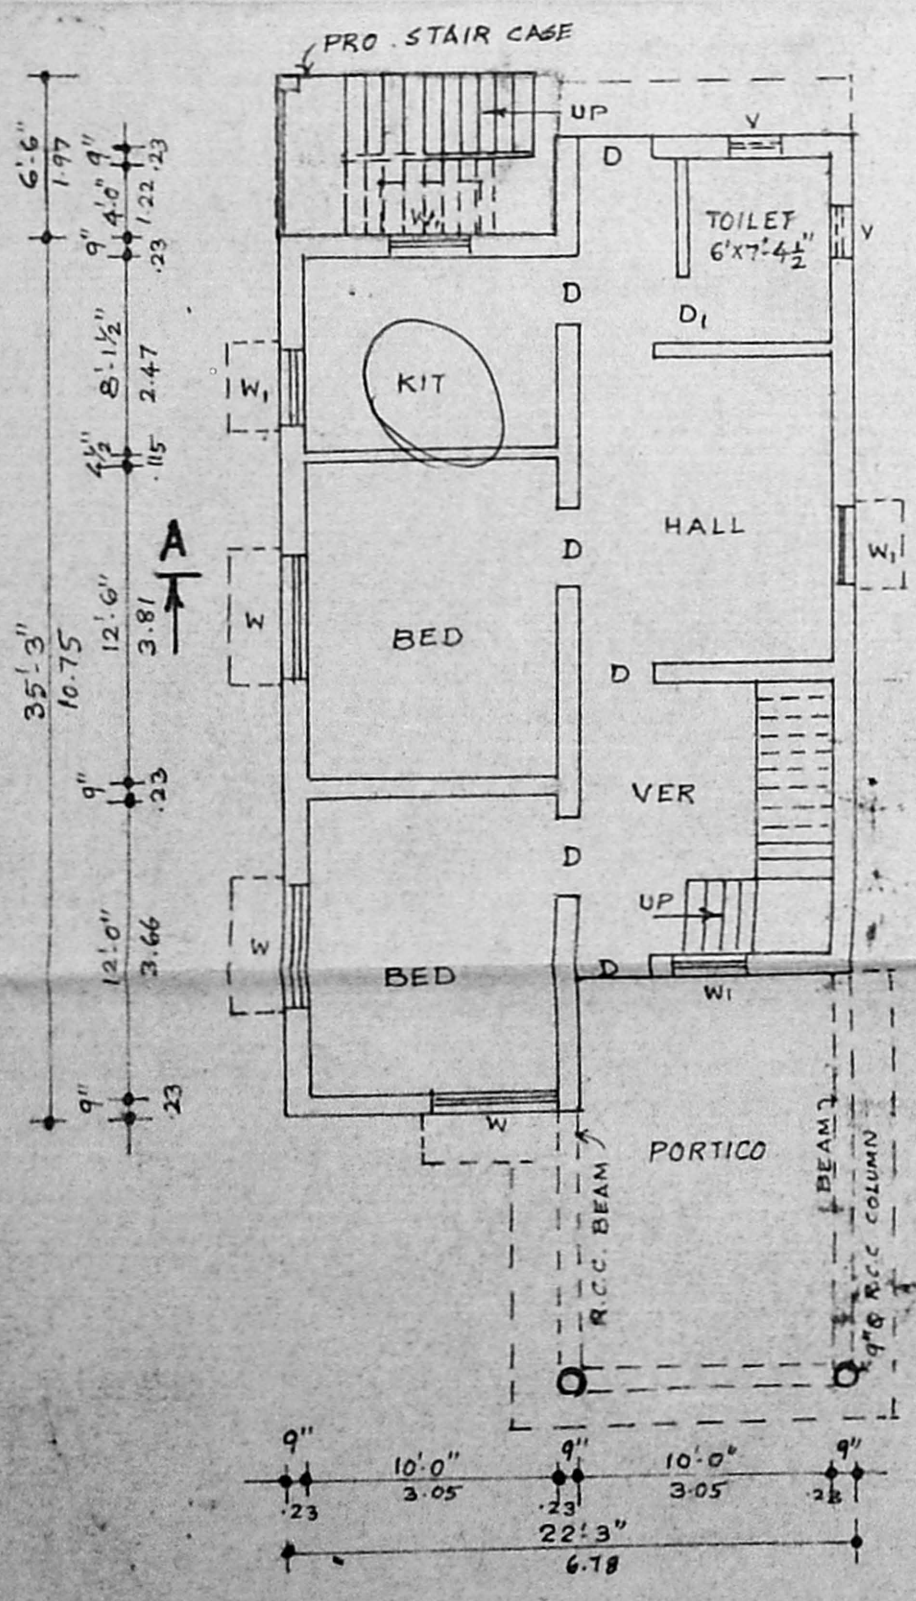 PRO. STAIR CASE
UP
D
V
W1
TOILET
6'X7'-4½"
V
D
D1
W1
KIT
HALL
D
W1
W
BED
D
VER
D
UP
W
BED
D
W1
W
PORTICO
R.C.C. BEAM
BEAM
9"Φ R.C.C COLUMN
A
6'-6"
1.97
35'-3"
10.75
9"
.23
4'-0"
1.22
9"
.23
8'-1½"
2.47
4½"
.115
12'-6"
3.81
9"
.23
12'-0"
3.66
9"
.23
9" 10'-0" 9" 10'-0" 9"
.23 3.05 .23 3.05 .23
22'-3"
6.78